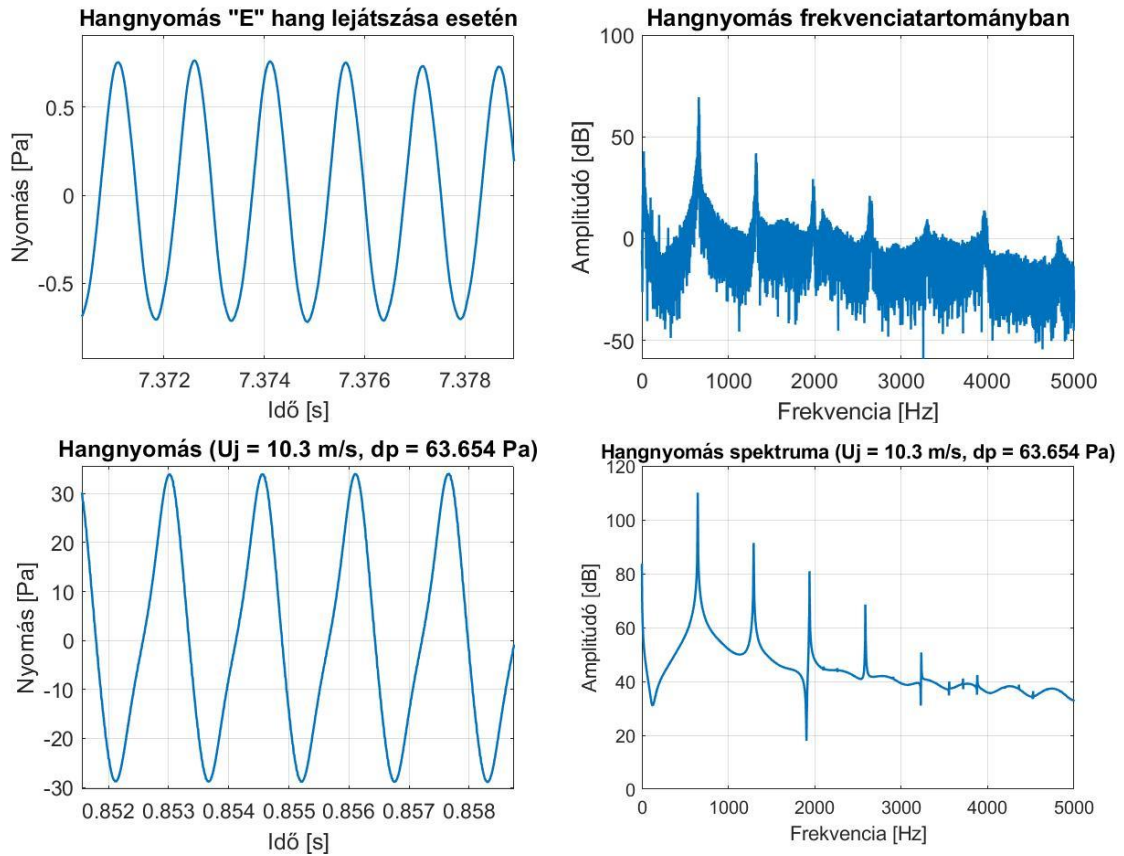 Hangnyomás "E" hang lejátszása esetén
Nyomás [Pa]
0.5
0
-0.5
7.372 7.374 7.376 7.378
Idő [s]
Hangnyomás frekvenciatartományban
Amplitúdó [dB]
100
50
0
-50
0 1000 2000 3000 4000 5000
Frekvencia [Hz]
Hangnyomás (Uj = 10.3 m/s, dp = 63.654 Pa)
Nyomás [Pa]
30
20
10
0
-10
-20
-30
0.852 0.853 0.854 0.855 0.856 0.857 0.858
Idő [s]
Hangnyomás spektruma (Uj = 10.3 m/s, dp = 63.654 Pa)
Amplitúdó [dB]
120
100
80
60
40
20
0
0 1000 2000 3000 4000 5000
Frekvencia [Hz]